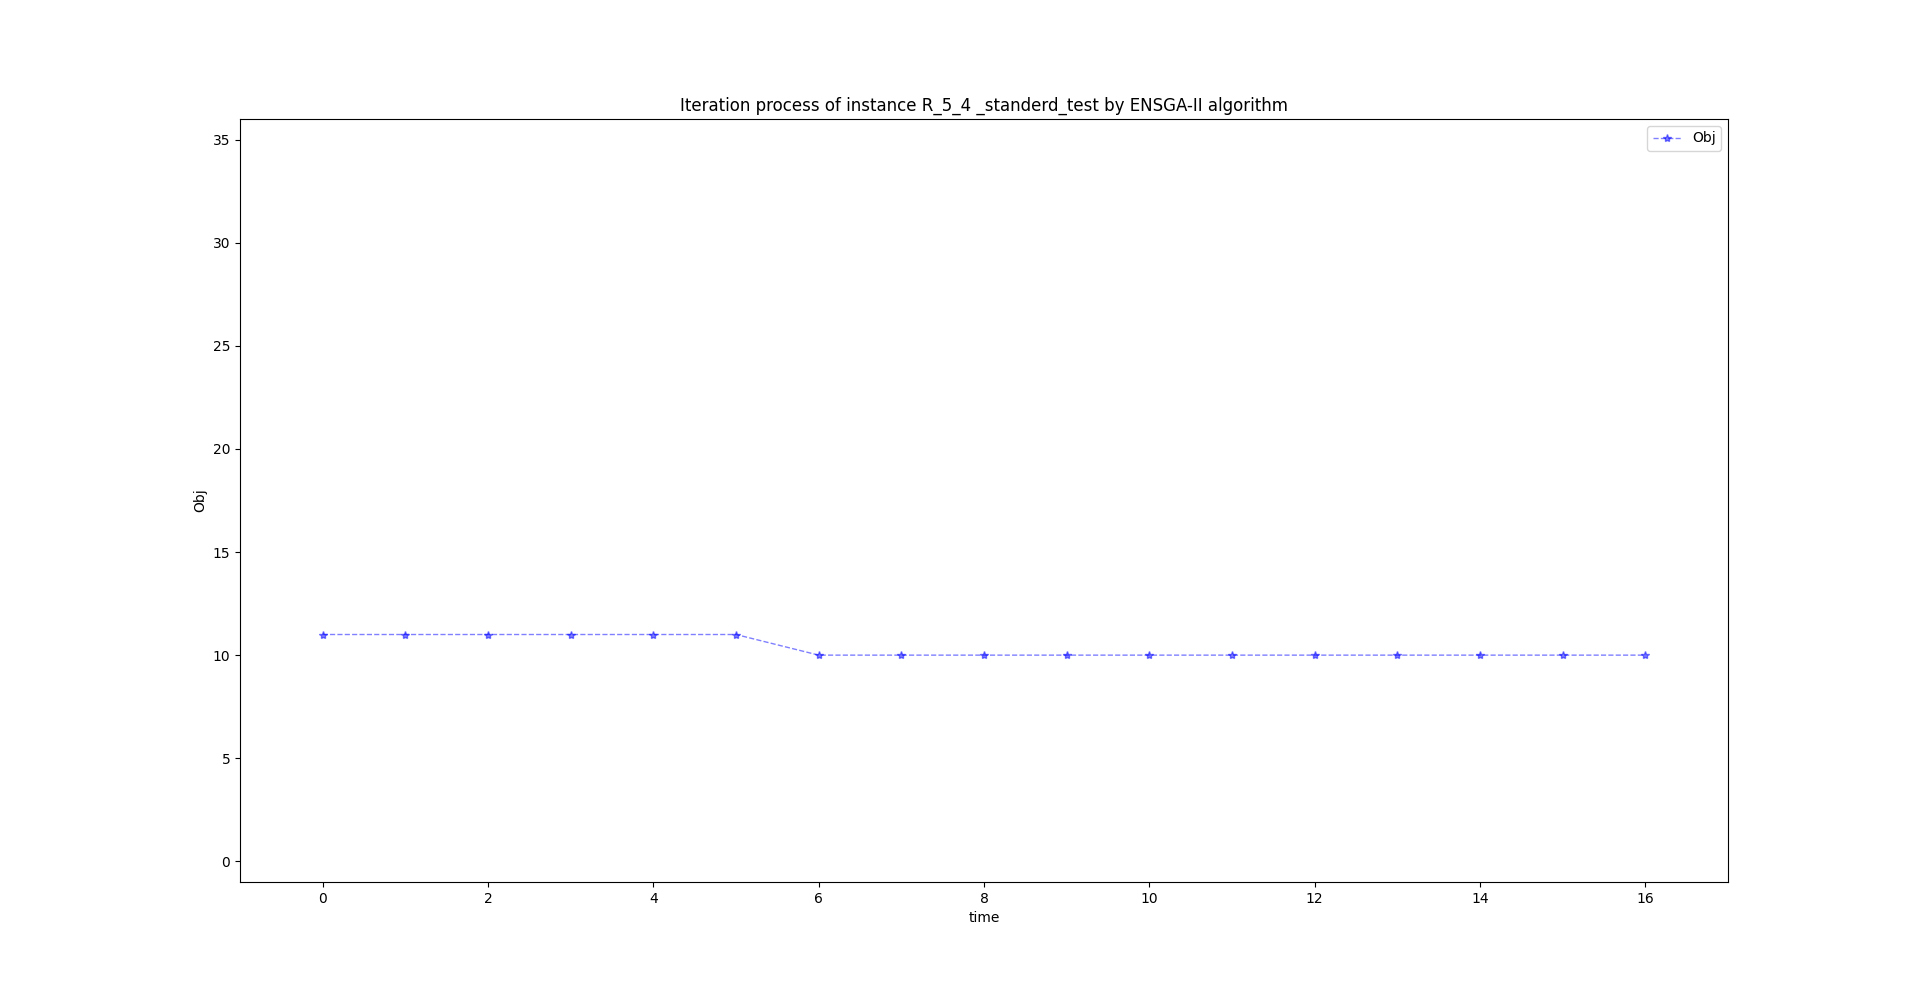 Iteration process of instance R_5_4 _standerd_test by ENSGA-II algorithm
Obj
35
30
25
20
15
10
5
0
Obj
0 2 4 6 8 10 12 14 16
time